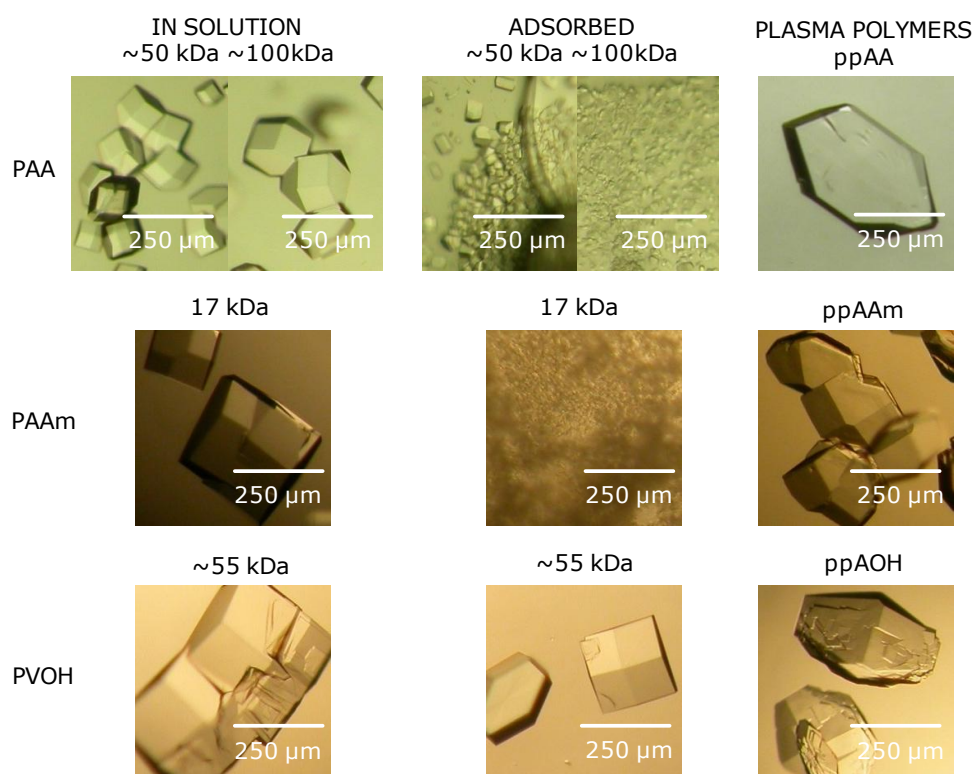 IN SOLUTION
~50 kDa ~100kDa
ADSORBED
~50 kDa ~100kDa
PLASMA POLYMERS
ppAA
PAA
250 µm
250 µm
250 µm
250 µm
250 µm
17 kDa
17 kDa
ppAAm
PAAm
250 µm
250 µm
250 µm
~55 kDa
~55 kDa
ppAOH
PVOH
250 µm
250 µm
250 µm